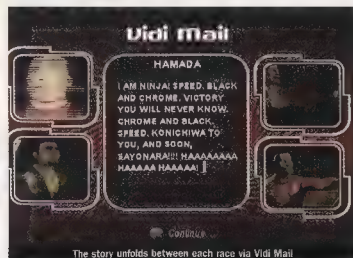 Vidi Mail
HAMADA
I AM NINJA! SPEED. BLACK
AND CHROME. VICTORY
YOU WILL NEVER KNOW.
CHROME AND BLACK,
SPEED. KONICHIWA TO
YOU, AND SOON,
SAYONARA!!!! HAAAAAAAA
HAAAAA HAAAAA!
Continue
The story unfolds between each race via Vidi Mail